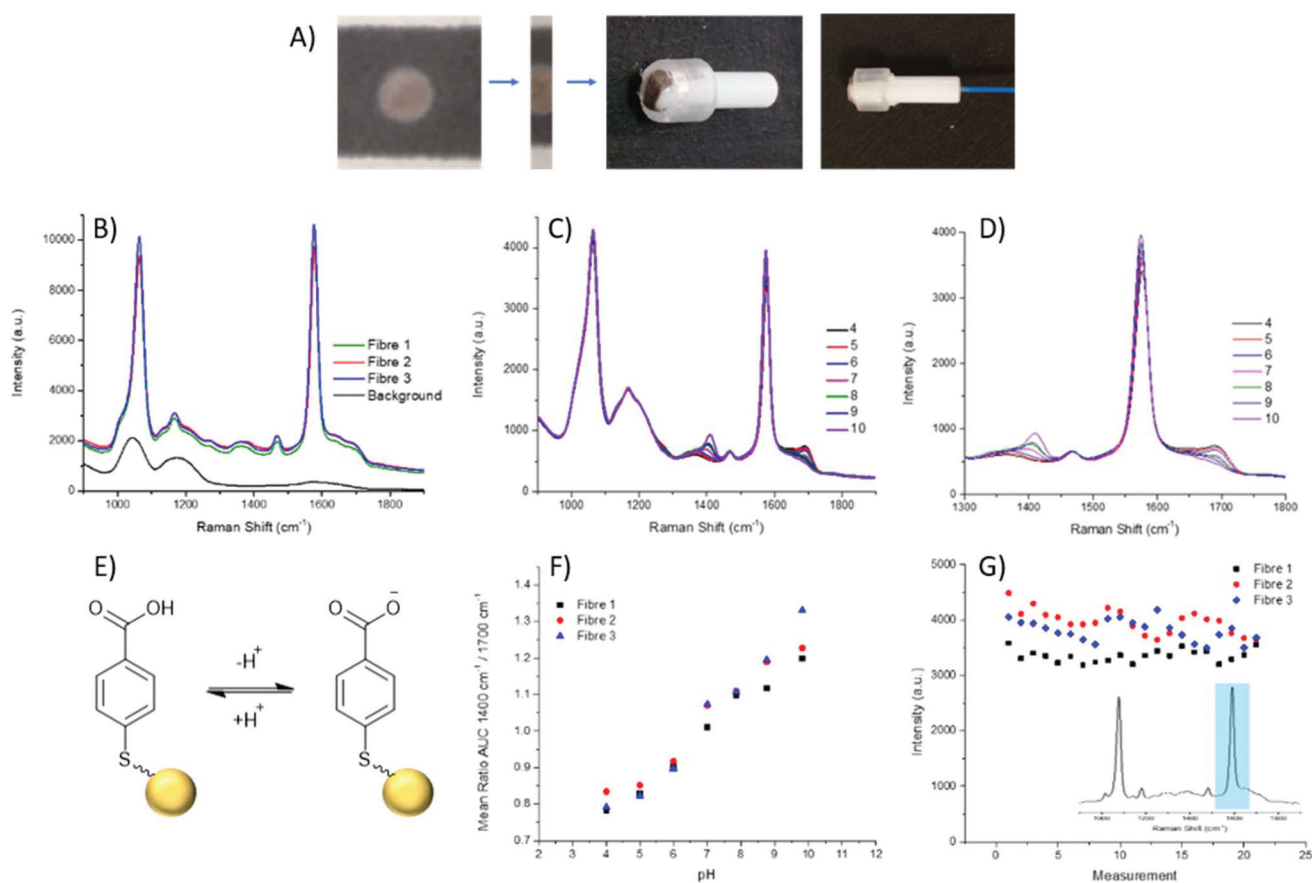 A)
B)
10000
8000
6000
4000
2000
0
Intensity (a.u.)
1000
1200
1400
1600
1800
Raman Shift (cm⁻¹)
Fibre 1
Fibre 2
Fibre 3
Background
C)
4000
3000
2000
1000
0
Intensity (a.u.)
1000
1200
1400
1600
1800
Raman Shift (cm⁻¹)
4
5
6
7
8
9
10
D)
4000
3000
2000
1000
0
Intensity (a.u.)
1300
1400
1500
1600
1700
1800
Raman Shift (cm⁻¹)
4
5
6
7
8
9
10
E)
O
OH
S
-H⁺
+H⁺
O
O⁻
S
F)
1.4
1.3
1.2
1.1
1.0
0.9
0.8
0.7
Mean Ratio AUC 1400 cm⁻¹ / 1700 cm⁻¹
2
3
4
5
6
7
8
9
10
11
12
pH
Fibre 1
Fibre 2
Fibre 3
G)
5000
4000
3000
2000
1000
0
Intensity (a.u.)
0
5
10
15
20
25
Measurement
Fibre 1
Fibre 2
Fibre 3
1000
1200
1400
1600
1800
Raman Shift (cm⁻¹)